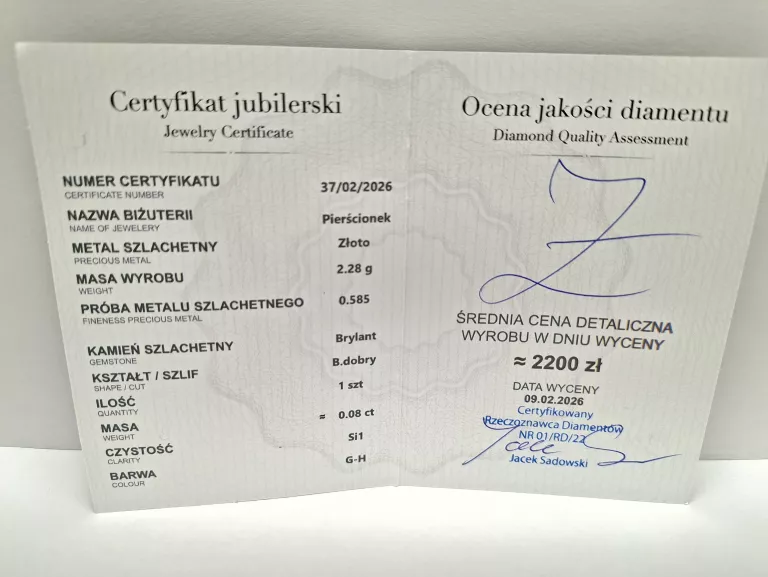 Certyfikat jubilerski
Jewelry Certificate
NUMER CERTYFIKATU 37/02/2026
CERTIFICATE NUMBER
NAZWA BIŻUTERII Pierścionek
NAME OF JEWELERY
METAL SZLACHETNY Złoto
PRECIOUS METAL
MASA WYROBU 2.28 g
WEIGHT
PRÓBA METALU SZLACHETNEGO 0.585
FINENESS PRECIOUS METAL
KAMIEŃ SZLACHETNY Brylant
GEMSTONE
KSZTAŁT / SZLIF B.dobry
SHAPE / CUT
ILOŚĆ 1 szt
QUANTITY
MASA ≈ 0.08 ct
WEIGHT
CZYSTOŚĆ Si1
CLARITY
BARWA G-H
COLOUR
Ocena jakości diamentu
Diamond Quality Assessment
ŚREDNIA CENA DETALICZNA
WYROBU W DNIU WYCENY
≈ 2200 zł
DATA WYCENY
09.02.2026
Certyfikowany
Rzeczoznawca Diamentów
NR 01/RD/22
Jacek Sadowski